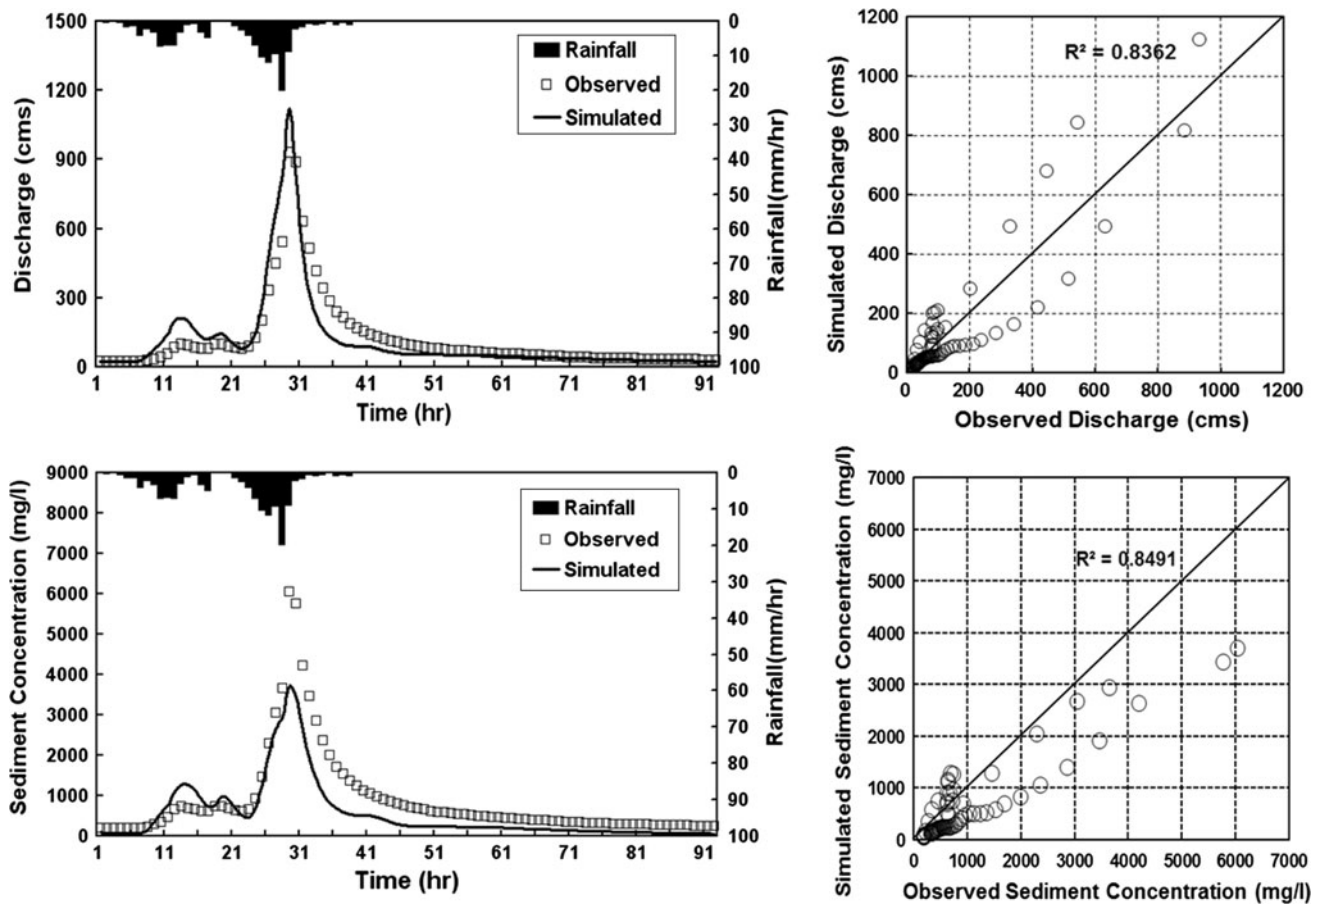 1500
1200
900
600
300
0
Discharge (cms)
0
10
20
30
40
50
60
70
80
90
100
Rainfall(mm/hr)
Rainfall
Observed
Simulated
1 11 21 31 41 51 61 71 81 91
Time (hr)
1200
1000
800
600
400
200
0
Simulated Discharge (cms)
R² = 0.8362
0 200 400 600 800 1000 1200
Observed Discharge (cms)
9000
8000
7000
6000
5000
4000
3000
2000
1000
0
Sediment Concentration (mg/l)
0
10
20
30
40
50
60
70
80
90
100
Rainfall(mm/hr)
Rainfall
Observed
Simulated
1 11 21 31 41 51 61 71 81 91
Time (hr)
7000
6000
5000
4000
3000
2000
1000
0
Simulated Sediment Concentration (mg/l)
R² = 0.8491
0 1000 2000 3000 4000 5000 6000 7000
Observed Sediment Concentration (mg/l)